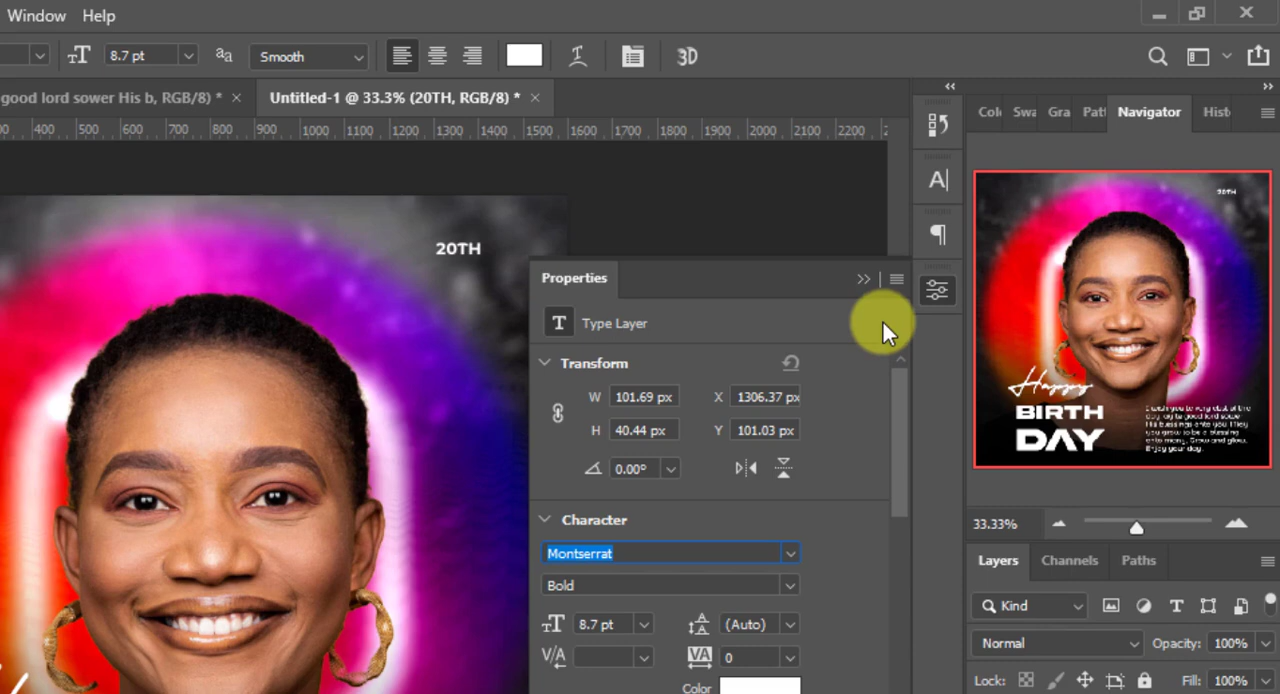 Window Help
8.7 pt
Smooth
3D
good lord sower His b, RGB/8) * × Untitled-1 @ 33.3% (20TH, RGB/8) * ×
400 500 600 700 800 900 1000 1100 1200 1300 1400 1500 1600 1700 1800 1900 2000 2100 2200
Col Swa Gra Patt Navigator Hist
20TH
Properties
Type Layer
Transform
W 101.69 px X 1306.37 px
H 40.44 px Y 101.03 px
0.00°
Character
Montserrat
Bold
8.7 pt (Auto)
0
Color
20TH
Happy
BIRTH
DAY
33.33%
Layers Channels Paths
Kind
Normal Opacity: 100%
Lock: Fill: 100%